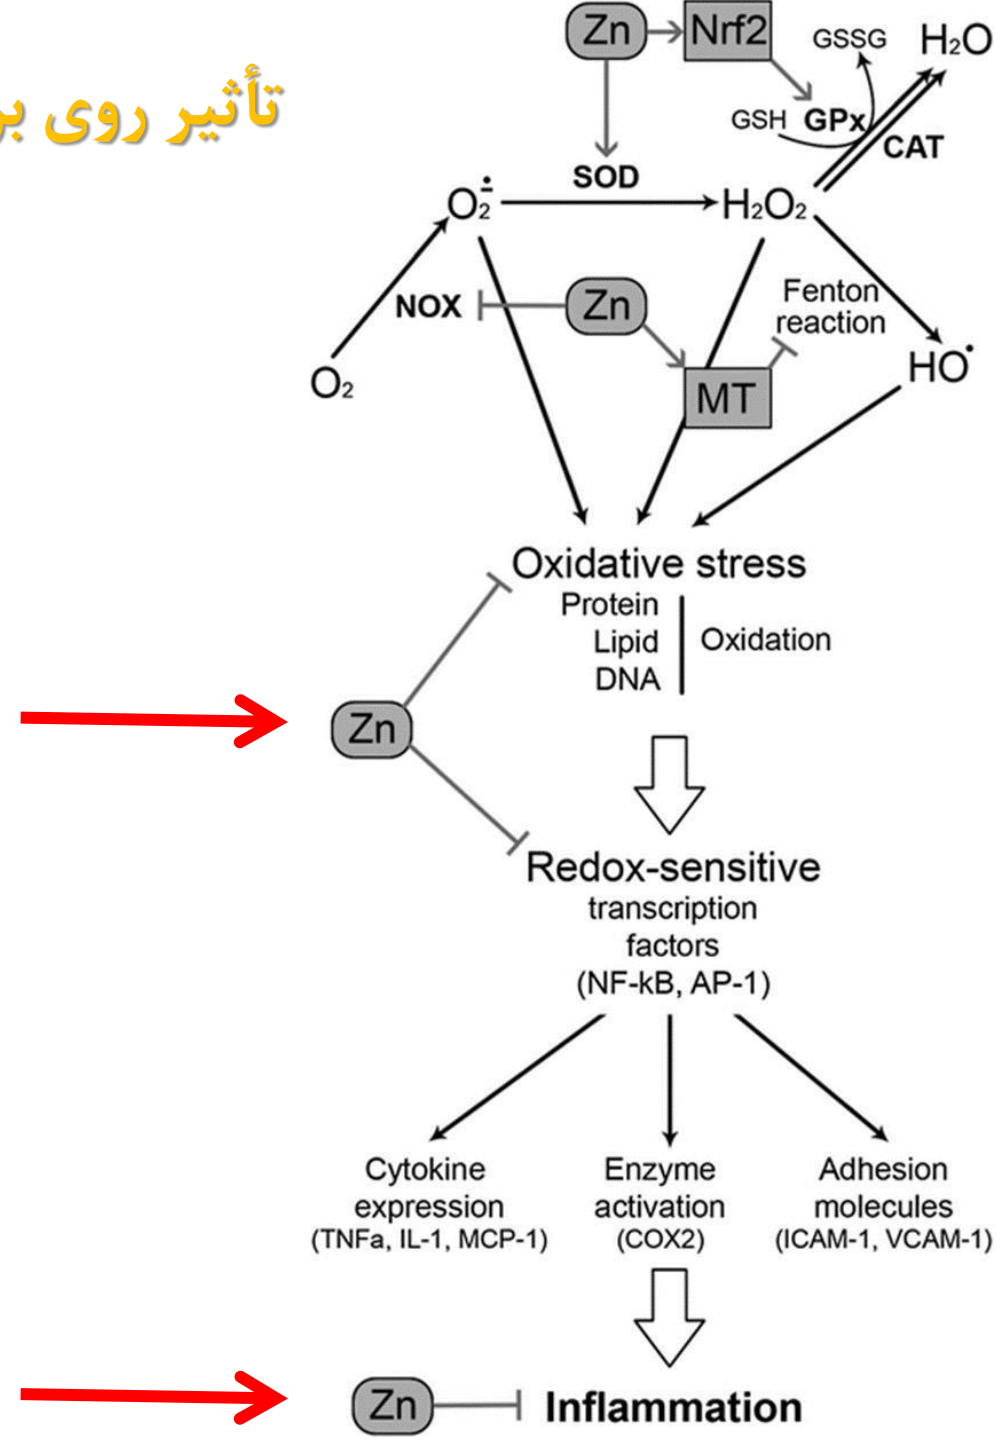 تأثیر روی بر
Zn
Nrf2
GSSG
H₂O
GSH
GPx
CAT
SOD
O₂•̄
H₂O₂
NOX
Zn
Fenton
reaction
O₂
MT
HO•
Oxidative stress
Protein
Lipid
DNA
Oxidation
Zn
Redox-sensitive
transcription
factors
(NF-kB, AP-1)
Cytokine
expression
(TNFa, IL-1, MCP-1)
Enzyme
activation
(COX2)
Adhesion
molecules
(ICAM-1, VCAM-1)
Zn
Inflammation